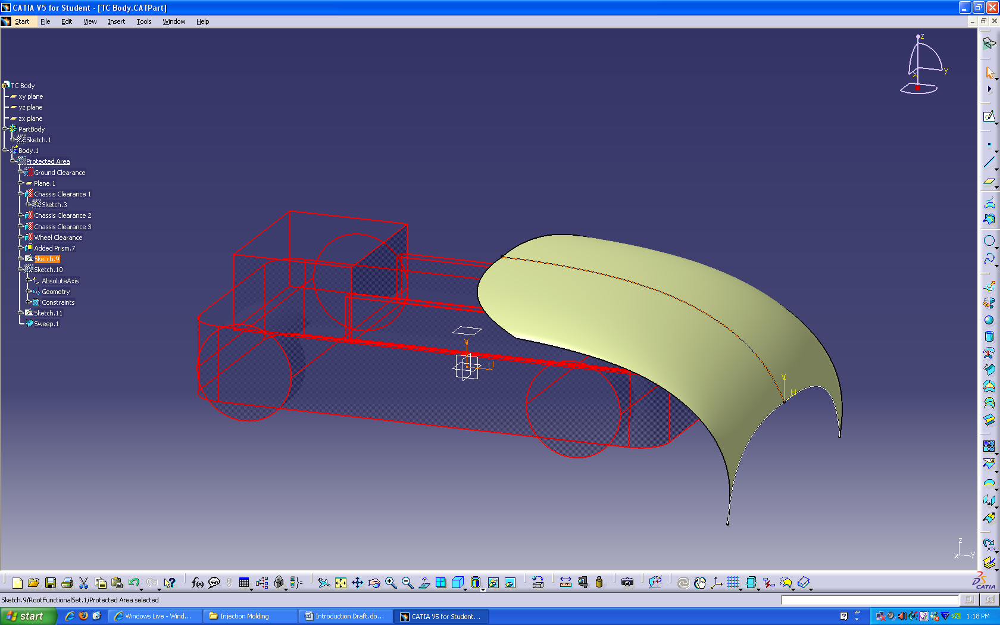 CATIA V5 for Student - [TC Body.CATPart]
Start File Edit View Insert Tools Window Help
z
y
x
TC Body
xy plane
yz plane
zx plane
PartBody
Sketch.1
Body.1
Protected Area
Ground Clearance
Plane.1
Chassis Clearance 1
Sketch.3
Chassis Clearance 2
Chassis Clearance 3
Wheel Clearance
Added Prism.7
Sketch.9
Sketch.10
AbsoluteAxis
Geometry
Constraints
Sketch.11
Sweep.1
V
H
V
H
z
x y
f(x)
DS CATIA
Sketch.9/RootFunctionalSet.1/Protected Area selected
start Windows Live - Wind... Injection Molding Introduction Draft.do... CATIA V5 for Student... 1:18 PM